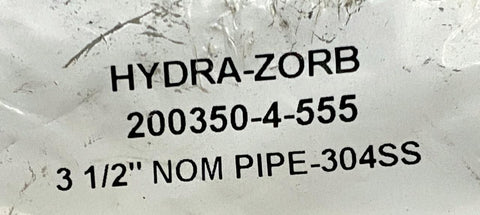 HYDRA-ZORB
200350-4-555
3 1/2" NOM PIPE-304SS